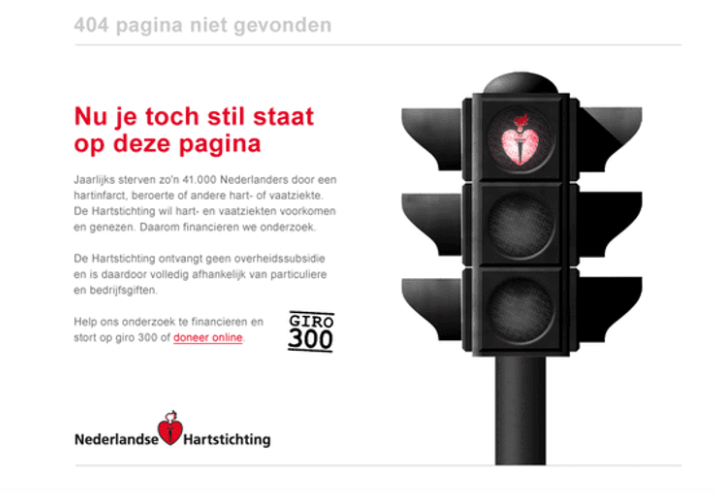 404 pagina niet gevonden
Nu je toch stil staat
op deze pagina
Jaarlijks sterven zo'n 41.000 Nederlanders door een
hartinfarct, beroerte of andere hart- of vaatziekte.
De Hartstichting wil hart- en vaatziekten voorkomen
en genezen. Daarom financieren we onderzoek.
De Hartstichting ontvangt geen overheidssubsidie
en is daardoor volledig afhankelijk van particuliere
en bedrijfsgiften.
Help ons onderzoek te financieren en
stort op giro 300 of doneer online.
GIRO
300
Nederlandse Hartstichting